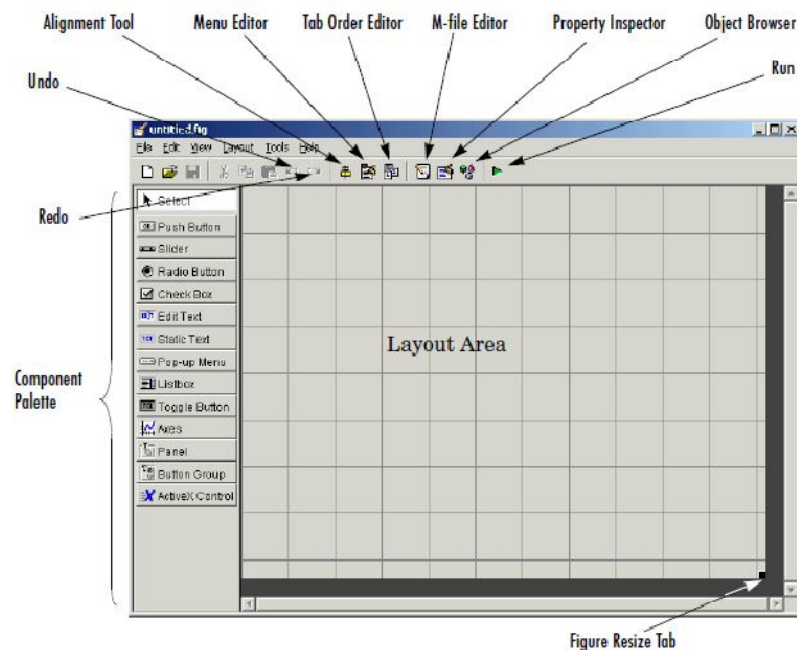 Alignment Tool Menu Editor Tab Order Editor M-file Editor Property Inspector Object Browser
Undo Run
untitled.fig
File Edit View Layout Tools Help
Redo
Select
Push Button
Slider
Radio Button
Check Box
Edit Text
Static Text
Pop-up Menu
Listbox
Toggle Button
Axes
Panel
Button Group
ActiveX Control
Layout Area
Component
Palette
Figure Resize Tab